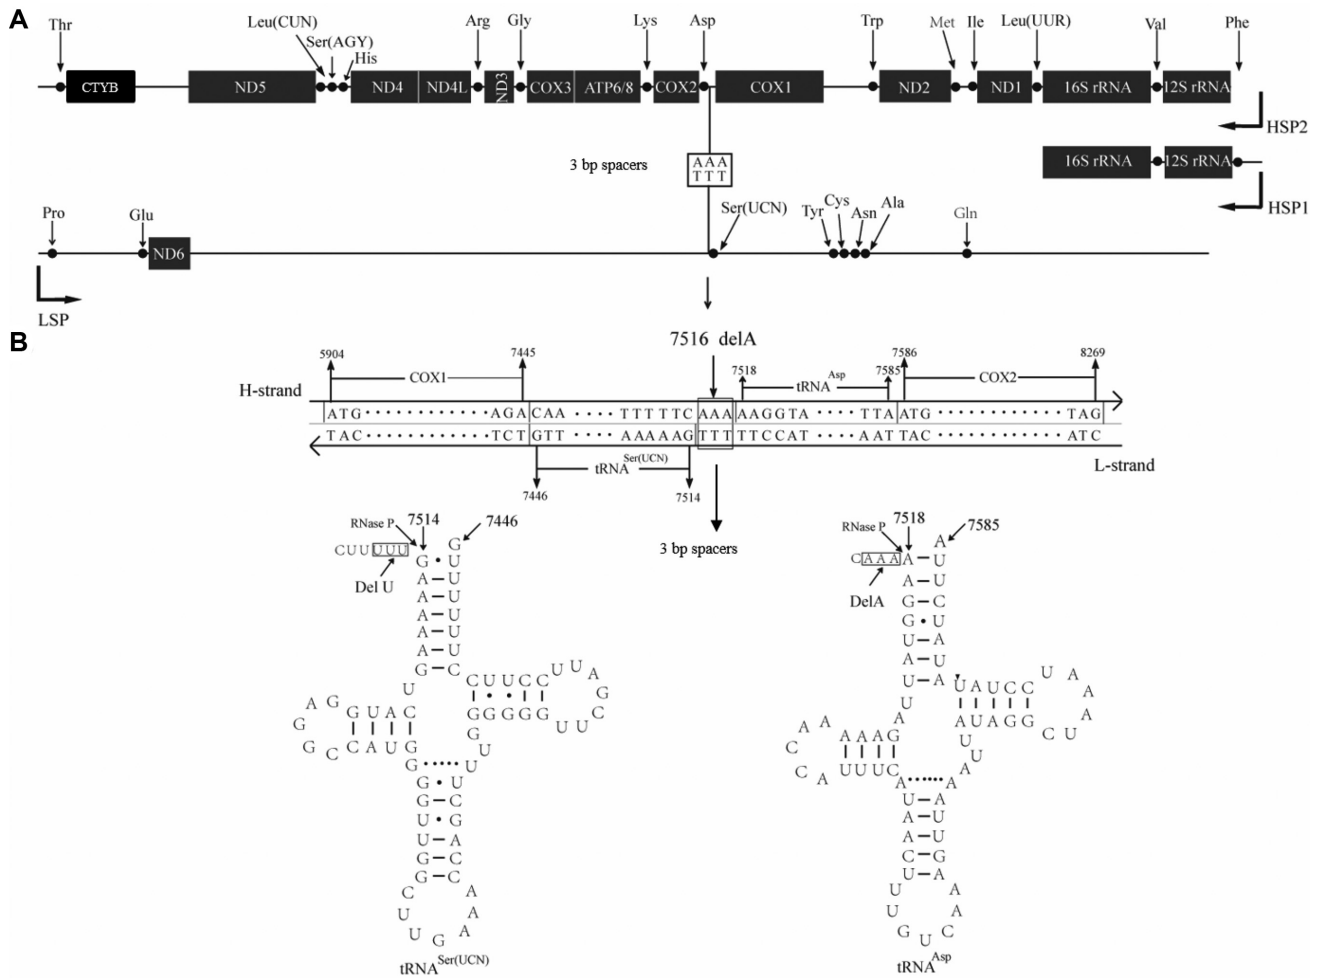 A
Thr
Leu(CUN)
Ser(AGY)
His
Arg
Gly
Lys
Asp
Trp
Met
Ile
Leu(UUR)
Val
Phe
CTYB
ND5
ND4
ND4L
ND3
COX3
ATP6/8
COX2
COX1
ND2
ND1
16S rRNA
12S rRNA
HSP2
3 bp spacers
AAA
TTT
16S rRNA
12S rRNA
HSP1
Pro
Glu
ND6
Ser(UCN)
Tyr
Cys
Asn
Ala
Gln
LSP
B
7516 delA
5904
COX1
7445
7518
tRNA Asp
7585
7586
COX2
8269
H-strand
ATG············AGA CAA ···· TTTTTC AAA AAGGTA ···· TTA ATG ············ TAG
TAC············TCT GTT ···· AAAAAG TTT TTCCAT ···· AAT TAC ············ ATC
L-strand
tRNA Ser(UCN)
7446
7514
3 bp spacers
RNase P
7514
7446
CUUUUU
Del U
RNase P
7518
7585
CAAA
DelA
tRNA Ser(UCN)
tRNA Asp